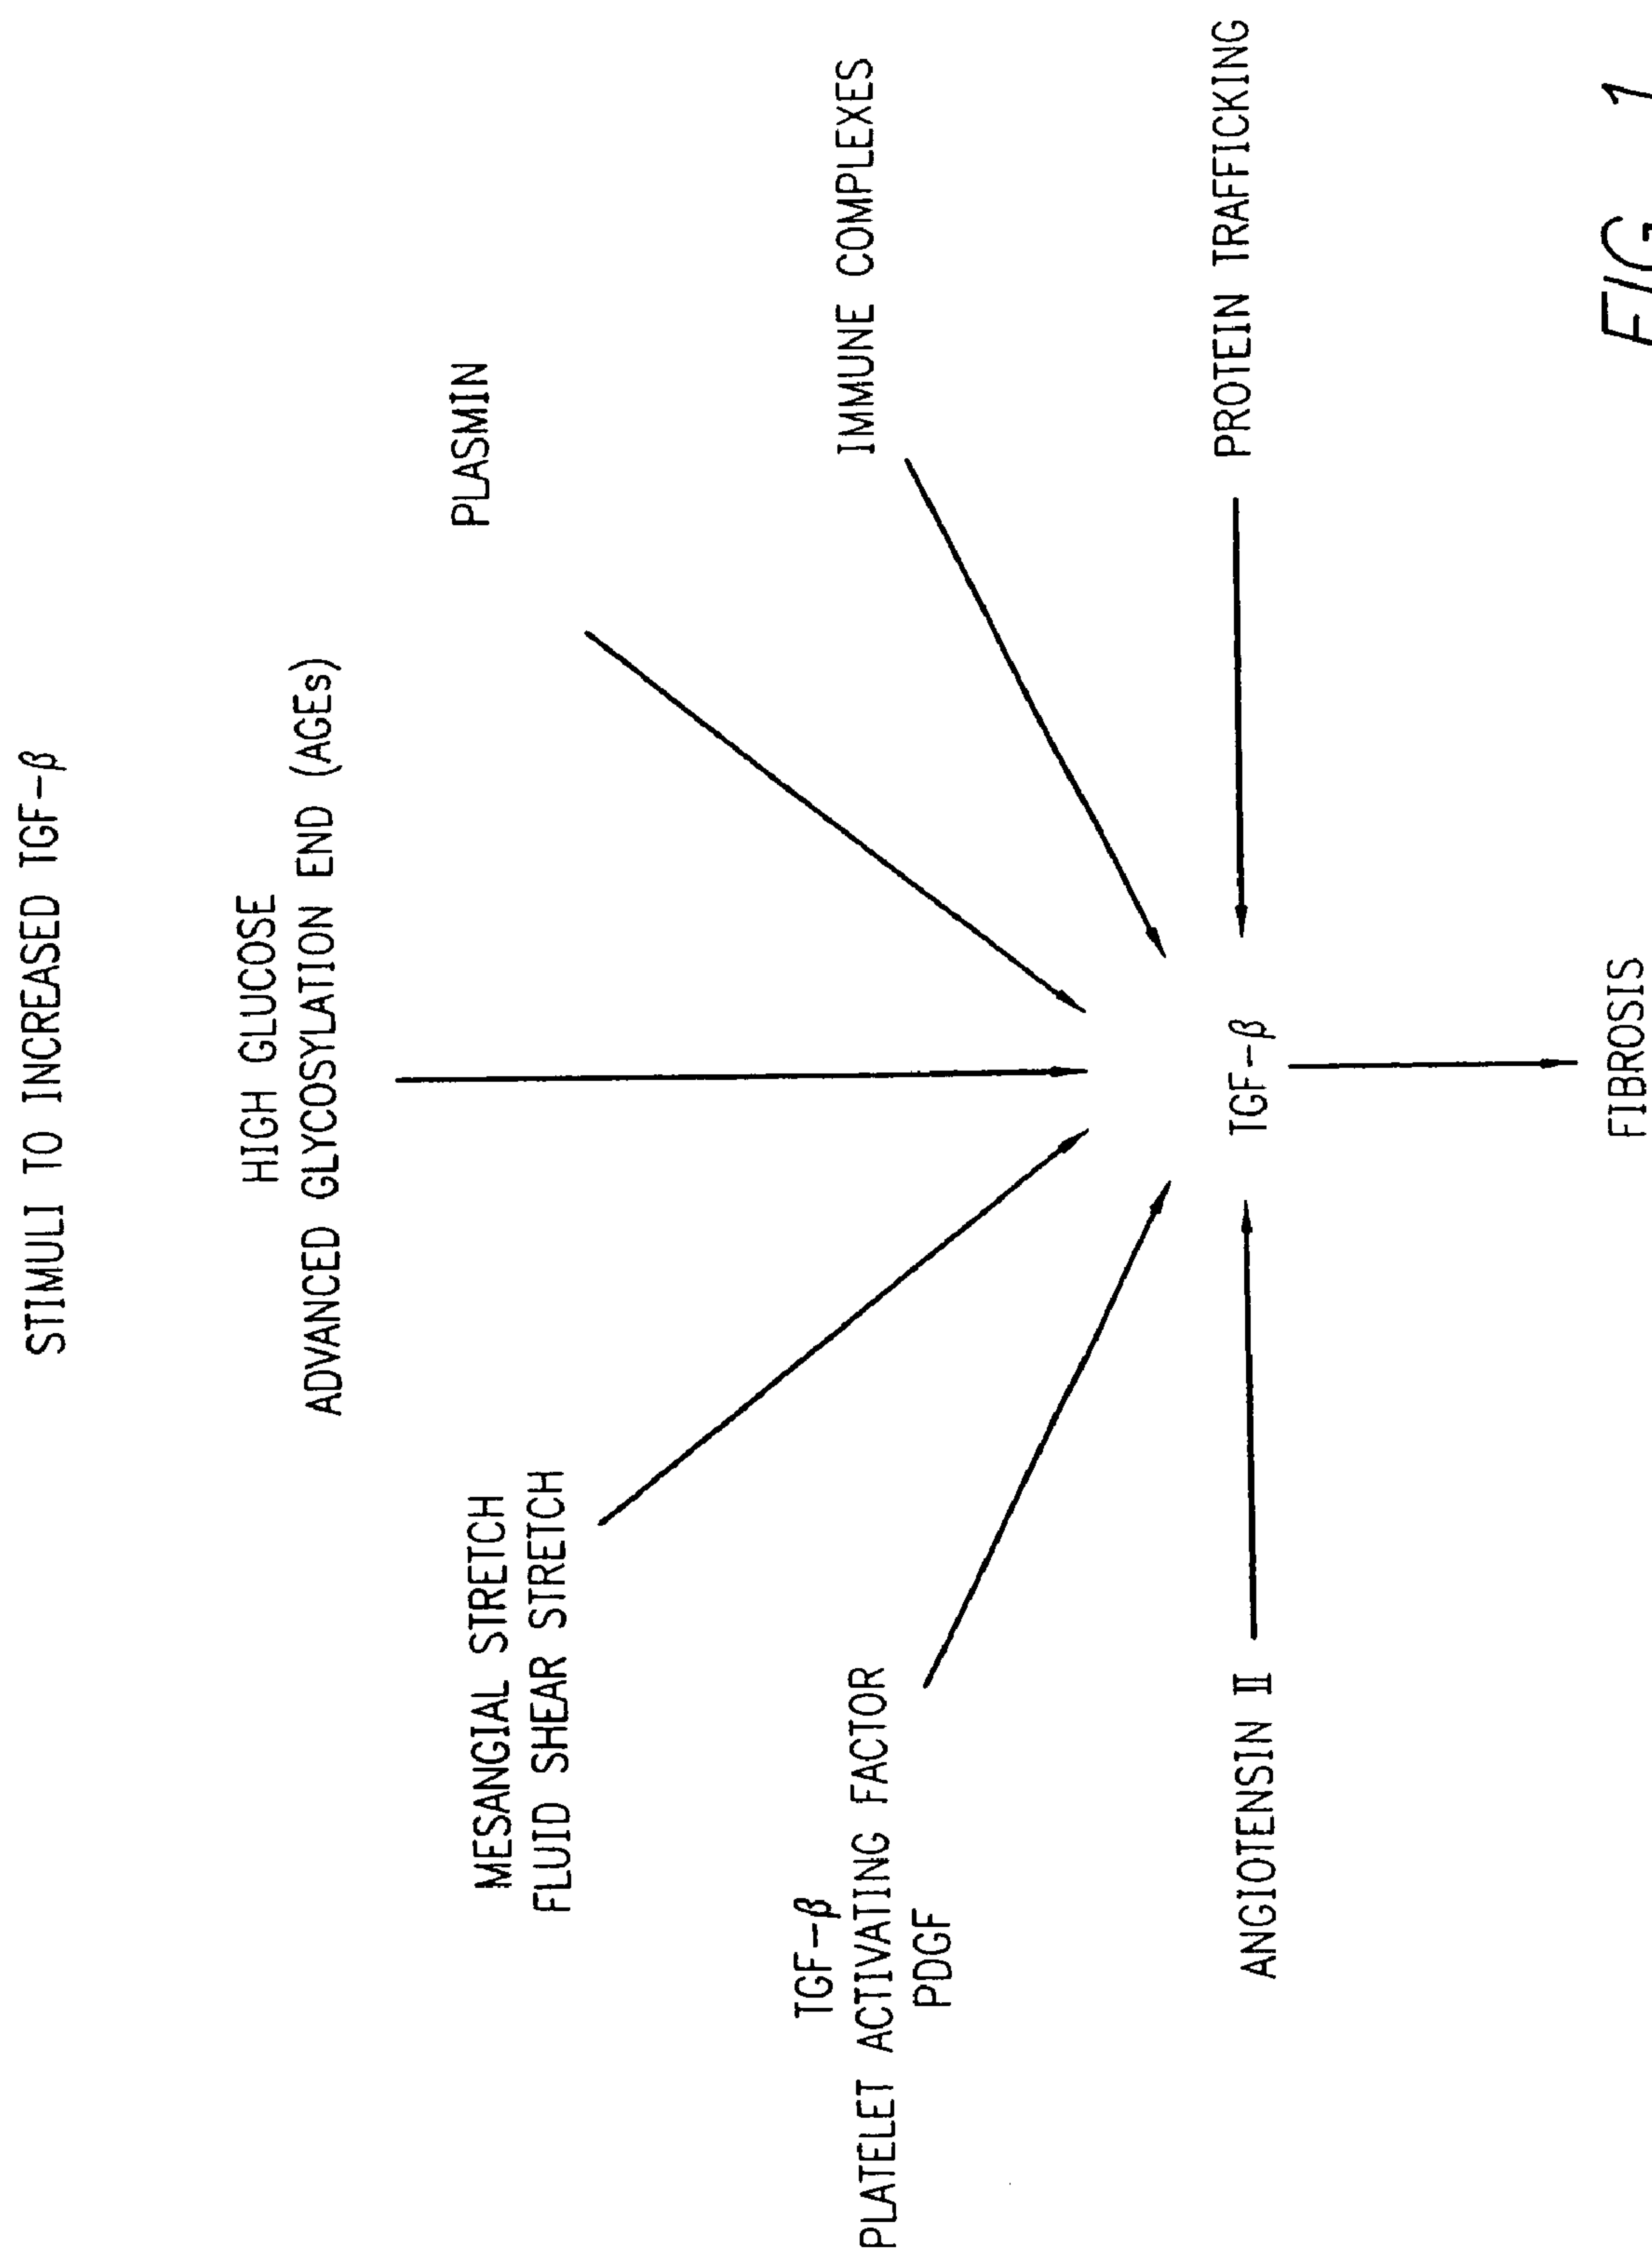 STIMULI TO INCREASED TGF-β
HIGH GLUCOSE
ADVANCED GLYCOSYLATION END (AGEs)
MESANGIAL STRETCH
FLUID SHEAR STRETCH
PLASMIN
TGF-β
PLATELET ACTIVATING FACTOR
PDGF
IMMUNE COMPLEXES
ANGIOTENSIN II
TGF-β
PROTEIN TRAFFICKING
FIBROSIS
FIG. 1